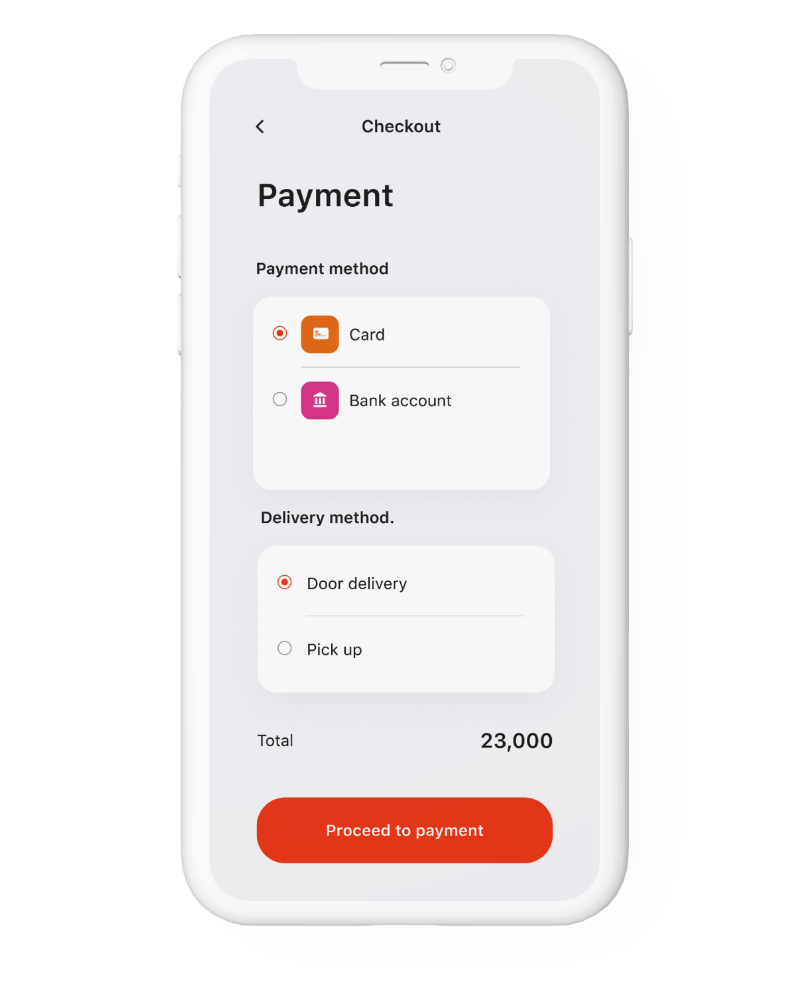 Checkout
Payment
Payment method
Card
Bank account
Delivery method.
Door delivery
Pick up
Total 23,000
Proceed to payment